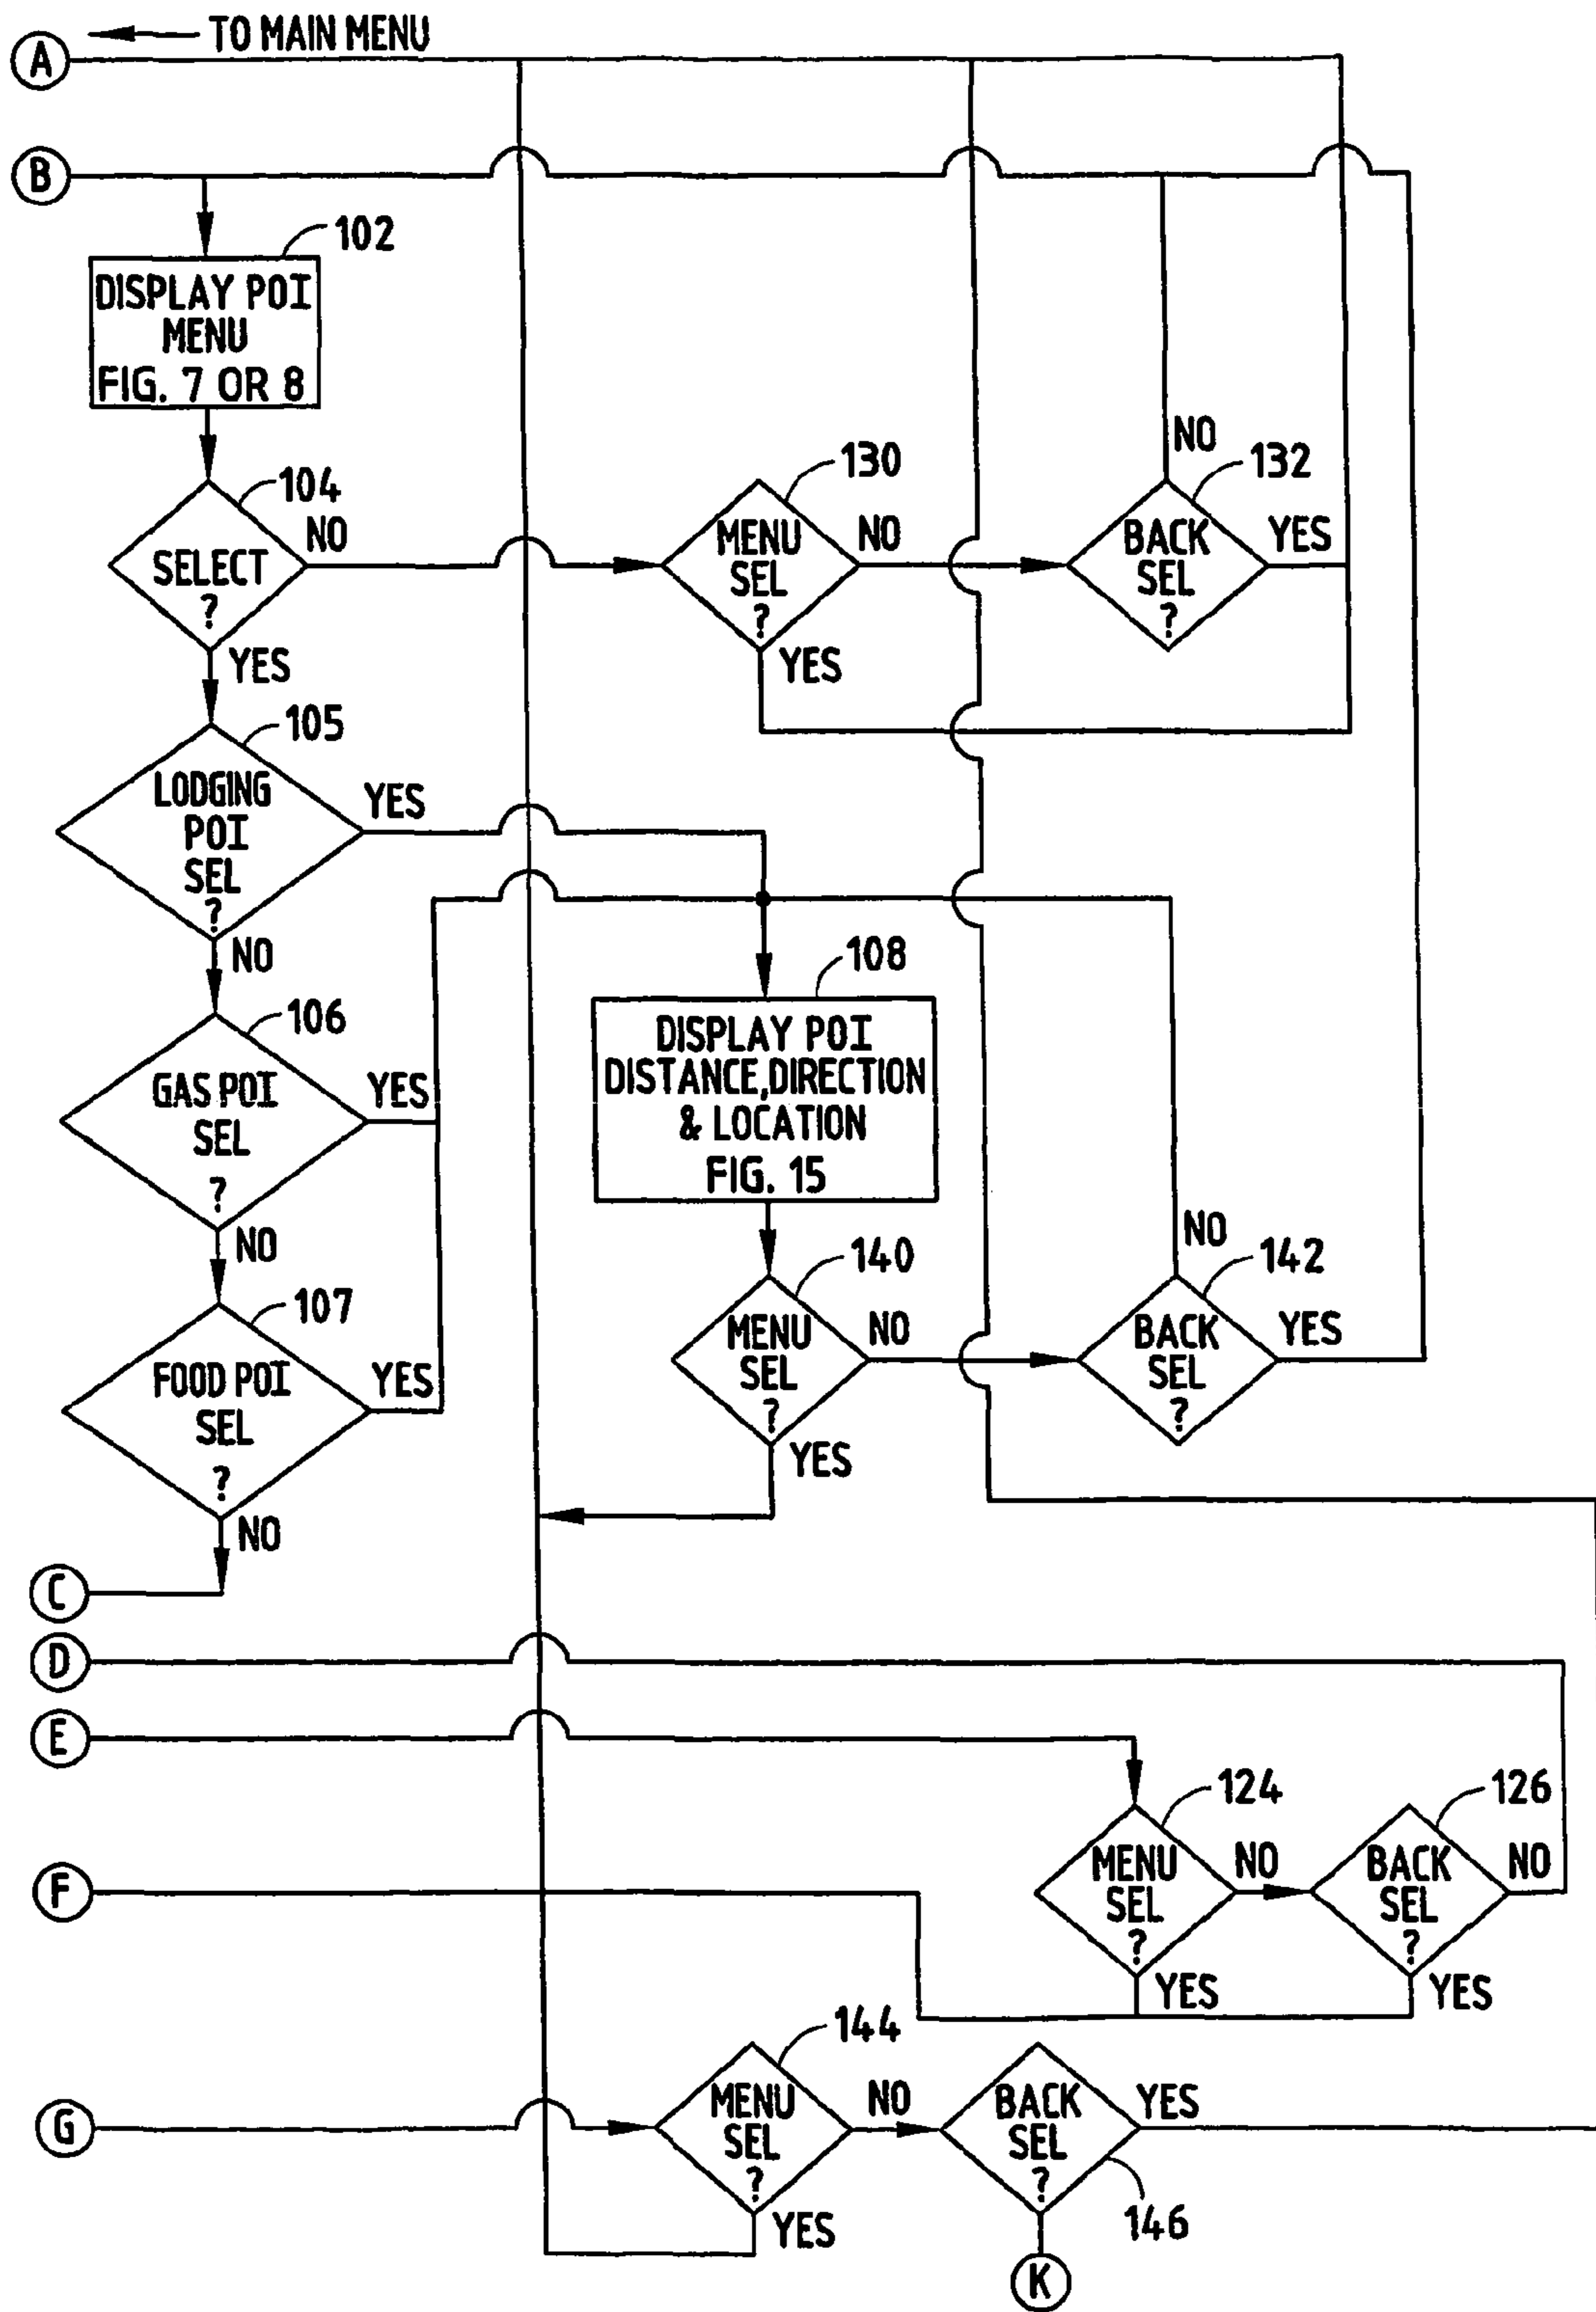 TO MAIN MENU
A
B
102
DISPLAY POI
MENU
FIG. 7 OR 8
104
SELECT
?
NO
YES
130
MENU
SEL
?
NO
YES
132
BACK
SEL
?
NO
YES
105
LODGING
POI
SEL
?
YES
NO
106
GAS POI
SEL
?
YES
NO
107
FOOD POI
SEL
?
YES
NO
108
DISPLAY POI
DISTANCE,DIRECTION
& LOCATION
FIG. 15
140
MENU
SEL
?
NO
YES
142
BACK
SEL
?
NO
YES
C
D
E
124
MENU
SEL
?
NO
YES
126
BACK
SEL
?
NO
YES
F
G
144
MENU
SEL
?
NO
YES
BACK
SEL
?
YES
146
K